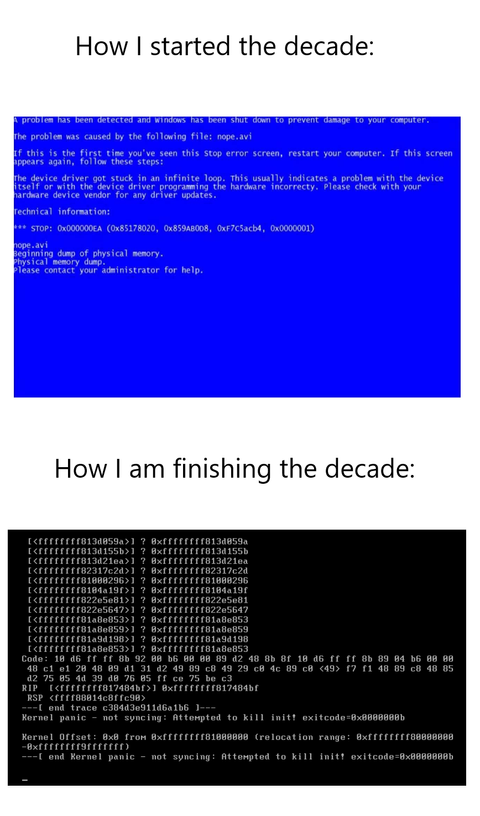 How I started the decade:
A problem has been detected and Windows has been shut down to prevent damage to your computer.
The problem was caused by the following file: nope.avi
If this is the first time you've seen this Stop error screen, restart your computer. If this screen
appears again, follow these steps:
The device driver got stuck in an infinite loop. This usually indicates a problem with the device
itself or with the device driver programming the hardware incorrecty. Please check with your
hardware device vendor for any driver updates.
Technical information:
*** STOP: 0x000000EA (0x85178020, 0x859AB0D8, 0xF7C5acb4, 0x0000001)
nope.avi
Beginning dump of physical memory.
Physical memory dump.
Please contact your administrator for help.
How I am finishing the decade:
[<ffffffff813d059a>] ? 0xffffffff813d059a
[<ffffffff813d155b>] ? 0xffffffff813d155b
[<ffffffff813d21ea>] ? 0xffffffff813d21ea
[<ffffffff82317c2d>] ? 0xffffffff82317c2d
[<ffffffff81000296>] ? 0xffffffff81000296
[<ffffffff8104a19f>] ? 0xffffffff8104a19f
[<ffffffff822e5e81>] ? 0xffffffff822e5e81
[<ffffffff822e5647>] ? 0xffffffff822e5647
[<ffffffff81a8e853>] ? 0xffffffff81a8e853
[<ffffffff81a8e859>] ? 0xffffffff81a8e859
[<ffffffff81a9d198>] ? 0xffffffff81a9d198
[<ffffffff81a8e853>] ? 0xffffffff81a8e853
Code: 10 d6 ff ff 8b 92 00 b6 00 00 89 d2 48 8b 8f 10 d6 ff ff 8b 89 04 b6 00 00
48 c1 e1 20 48 09 d1 31 d2 49 89 c8 49 29 c0 4c 89 c0 <49> f7 f1 48 89 c8 48 85
d2 75 05 4d 39 d0 76 05 ff ce 75 be c3
RIP [<ffffffff817484bf>] 0xffffffff817484bf
RSP <ffff88014c8ffc90>
---[ end trace c384d3e911d6a1b6 ]---
Kernel panic - not syncing: Attempted to kill init! exitcode=0x0000000b
Kernel Offset: 0x0 from 0xffffffff81000000 (relocation range: 0xffffffff80000000
-0xffffffff9fffffff)
---[ end Kernel panic - not syncing: Attempted to kill init! exitcode=0x0000000b
_